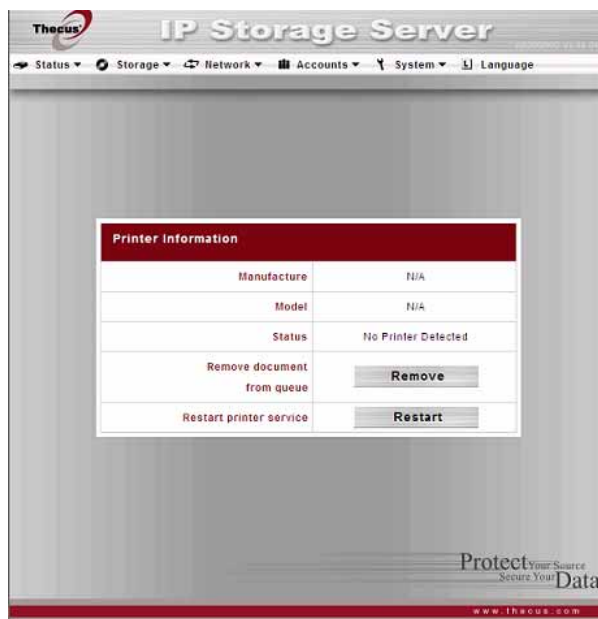 Thecus
IP Storage Server
Status Storage Network Accounts System Language
Printer Information
Manufacture N/A
Model N/A
Status No Printer Detected
Remove document
from queue
Remove
Restart printer service Restart
Protect Your Source
Secure Your Data
www.thecus.com